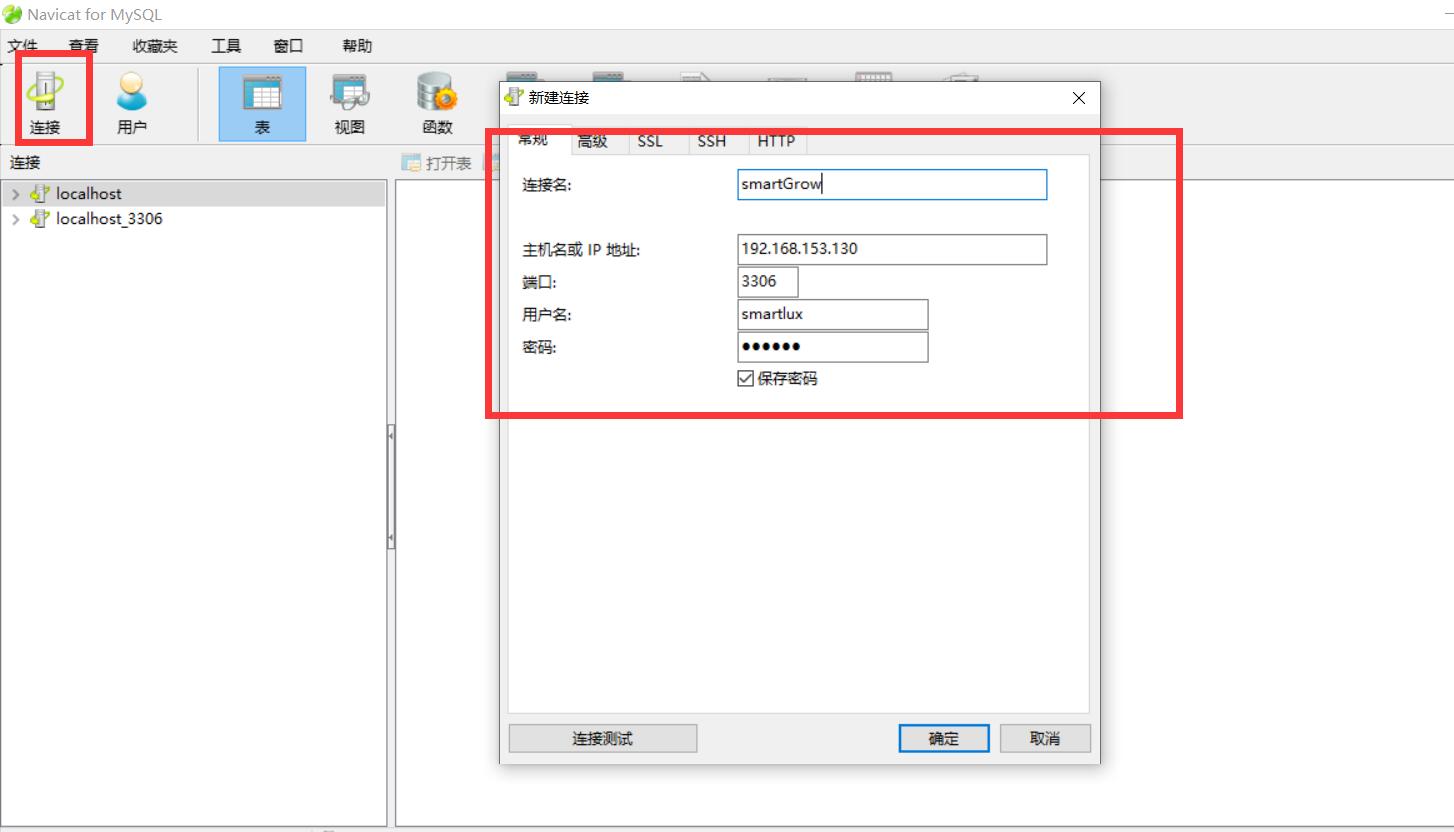 Navicat for MySQL
文件 查看 收藏夹 工具 窗口 帮助
连接 用户 表 视图 函数
新建连接
连接
打开表
常规 高级 SSL SSH HTTP
localhost
localhost_3306
连接名: smartGrow
主机名或 IP 地址: 192.168.153.130
端口: 3306
用户名: smartlux
密码: ●●●●●●
保存密码
连接测试 确定 取消